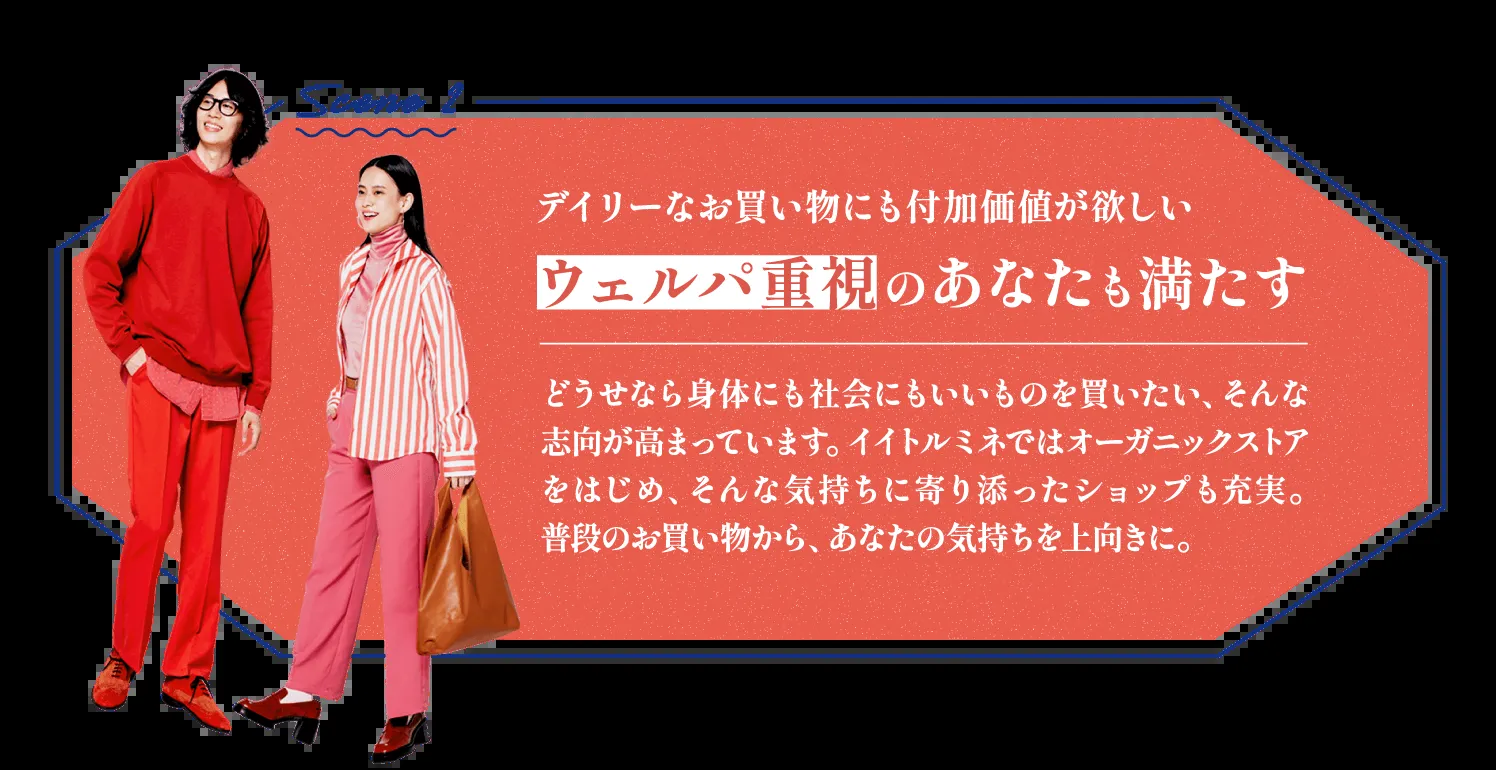 Scene 1
デイリーなお買い物にも付加価値が欲しい
ウェルパ重視のあなたも満たす
どうせなら身体にも社会にもいいものを買いたい、そんな
志向が高まっています。イイトルミネではオーガニックストア
をはじめ、そんな気持ちに寄り添ったショップも充実。
普段のお買い物から、あなたの気持ちを上向きに。